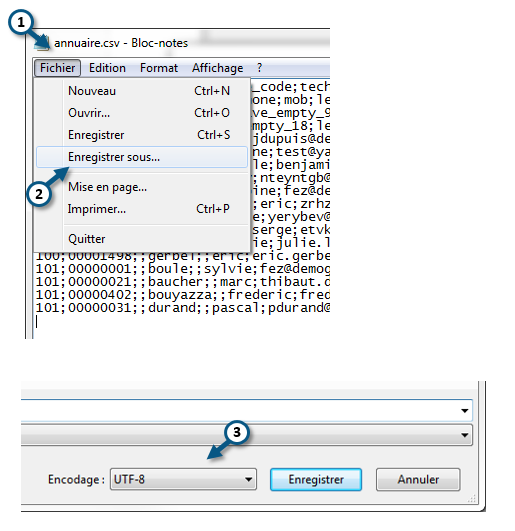 1
annuaire.csv - Bloc-notes
Fichier Edition Format Affichage ?
Nouveau Ctrl+N
Ouvrir... Ctrl+O
Enregistrer Ctrl+S
Enregistrer sous...
2
Mise en page...
Imprimer... Ctrl+P
Quitter
_code;tech
one;mob;le
ve_empty_9
mpty_18;le
jdupuis@de
ne;test@ya
le;benjami
;nteyntgb@
ine;fez@de
;eric;zrhz
e;yerybev@
serge;etvk
ie;julie.l
100;00001498;;gerbel;;eric;eric.gerbe
101;00000001;;boule;;sylvie;fez@demog
101;00000021;;baucher;;marc;thibaut.d
101;00000402;;bouyazza;;frederic;fred
101;00000031;;durand;;pascal;pdurand@
3
Encodage : UTF-8 Enregistrer Annuler